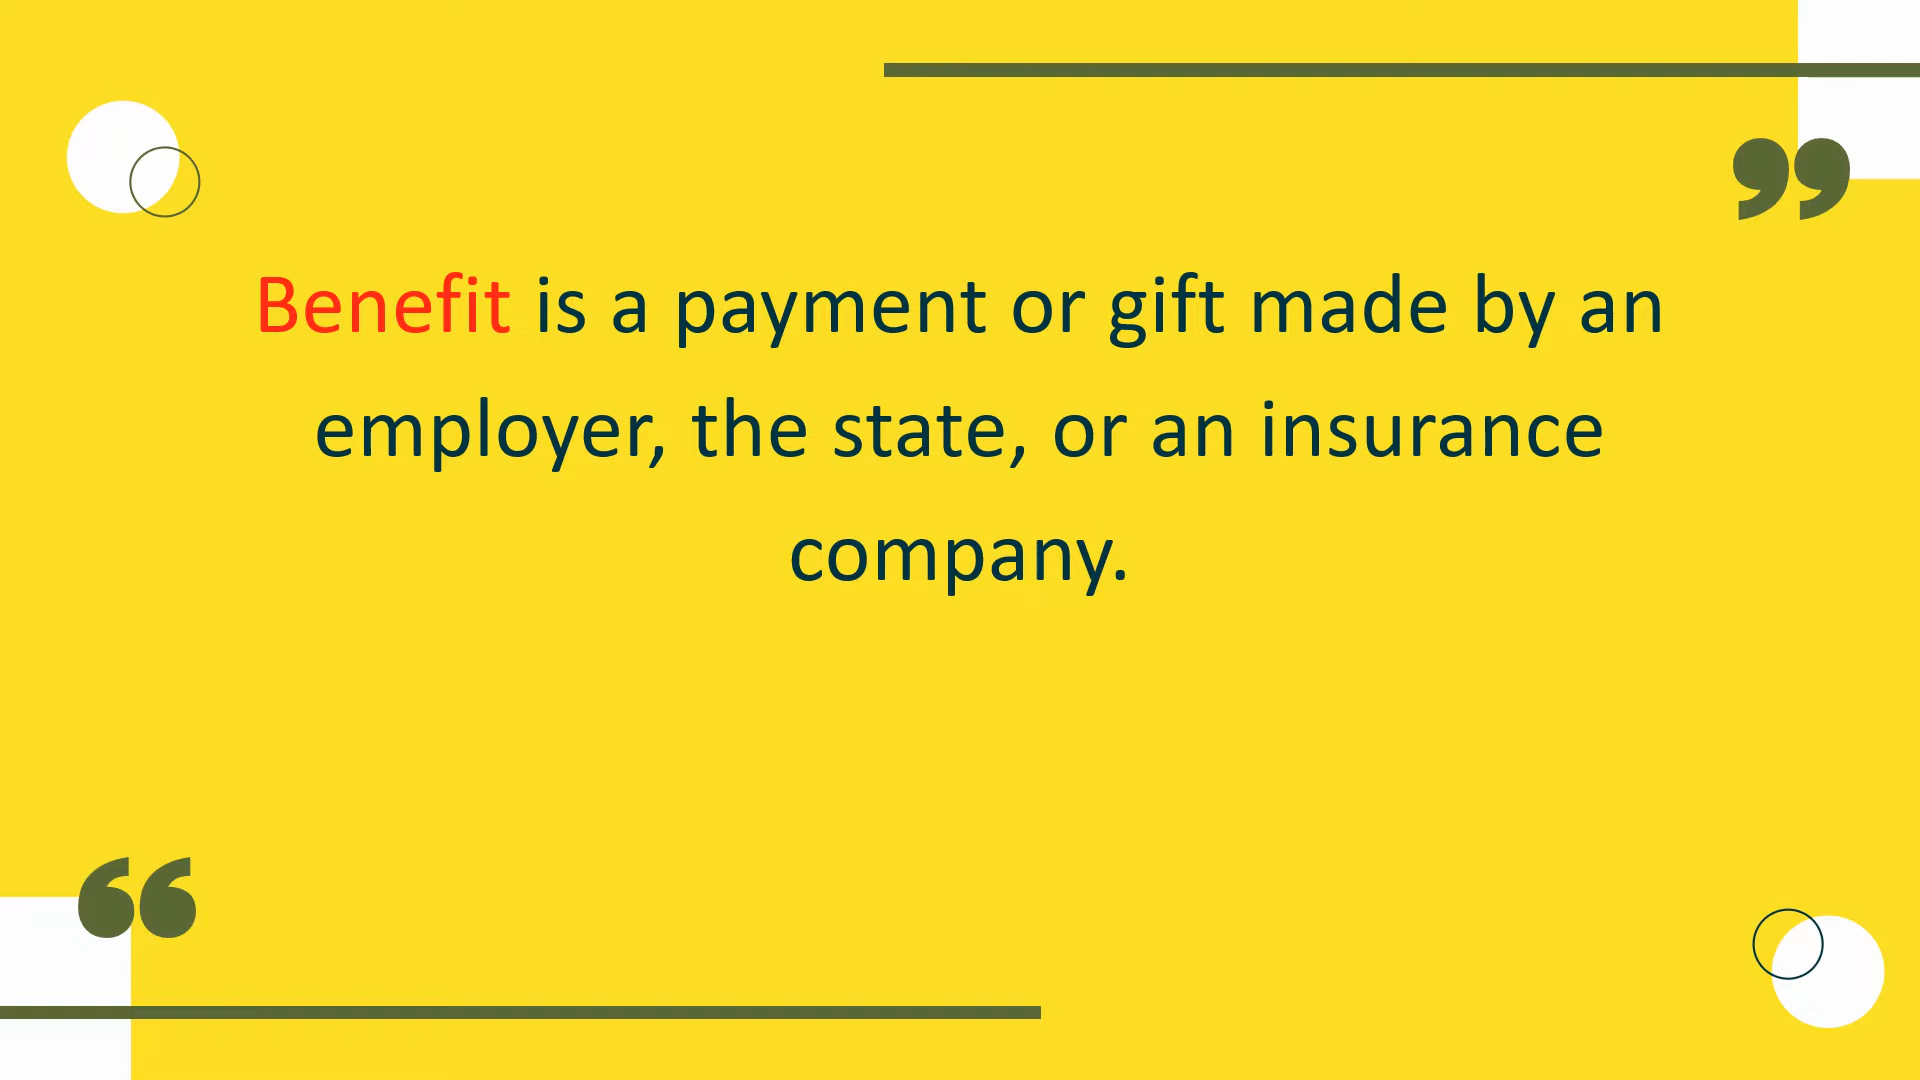 Benefit is a payment or gift made by an
employer, the state, or an insurance
company.